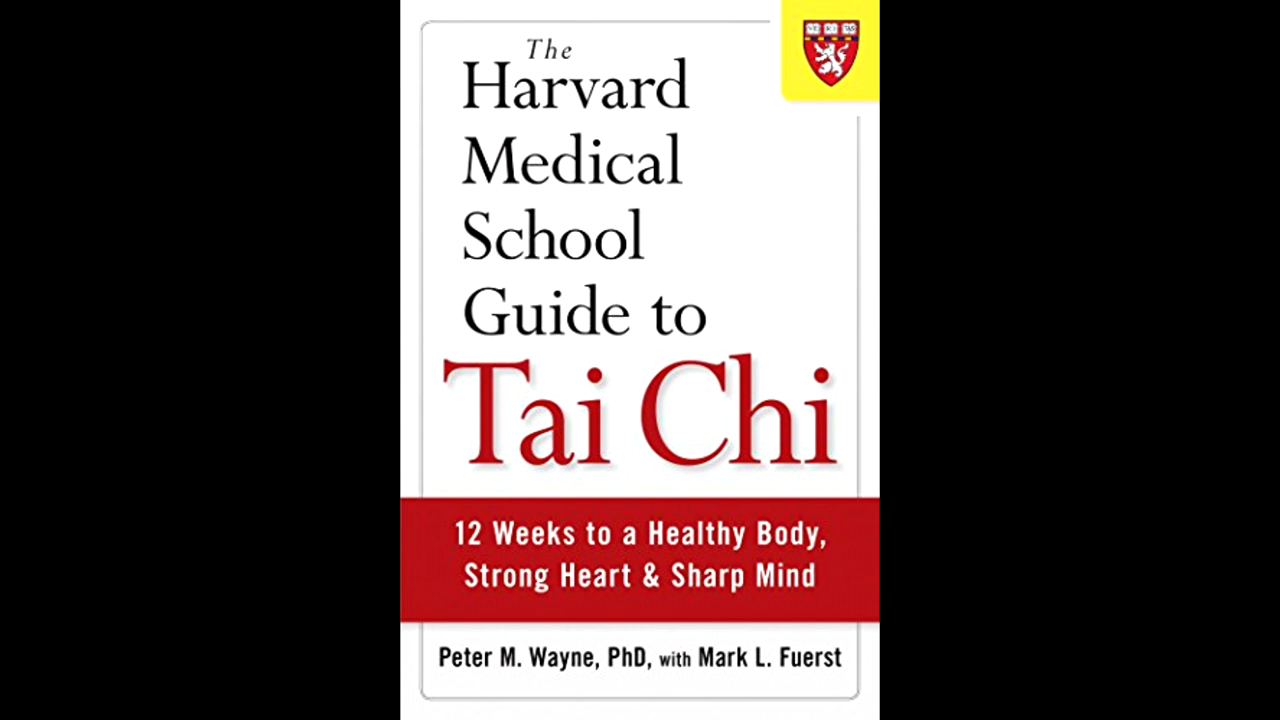 The
Harvard
Medical
School
Guide to
Tai Chi
12 Weeks to a Healthy Body,
Strong Heart & Sharp Mind
Peter M. Wayne, PhD, with Mark L. Fuerst